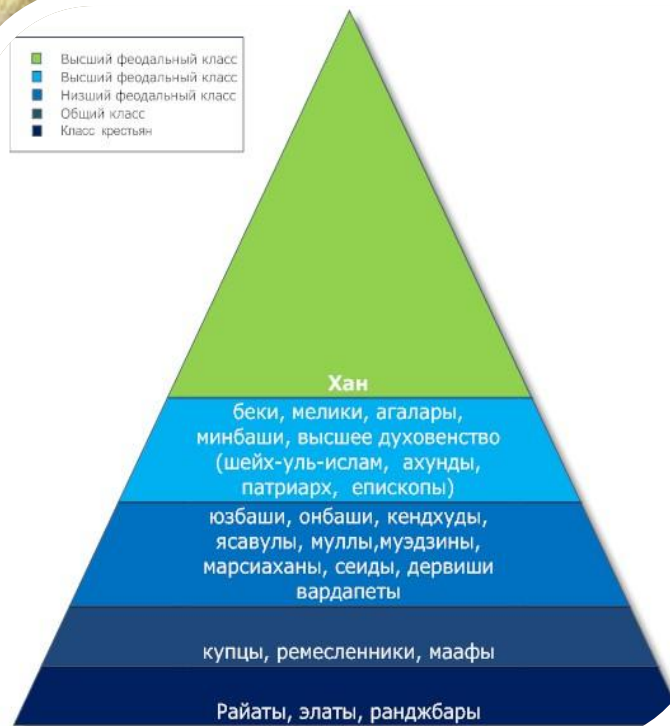 Высший феодальный класс
Высший феодальный класс
Низший феодальный класс
Общий класс
Класс крестьян
Хан
беки, мелики, агалары,
минбаши, высшее духовенство
(шейх-уль-ислам, ахунды,
патриарх, епископы)
юзбаши, онбаши, кендхуды,
ясавулы, муллы,муэдзины,
марсиаханы, сеиды, дервиши
вардапеты
купцы, ремесленники, маафы
Райаты, элаты, ранджбары